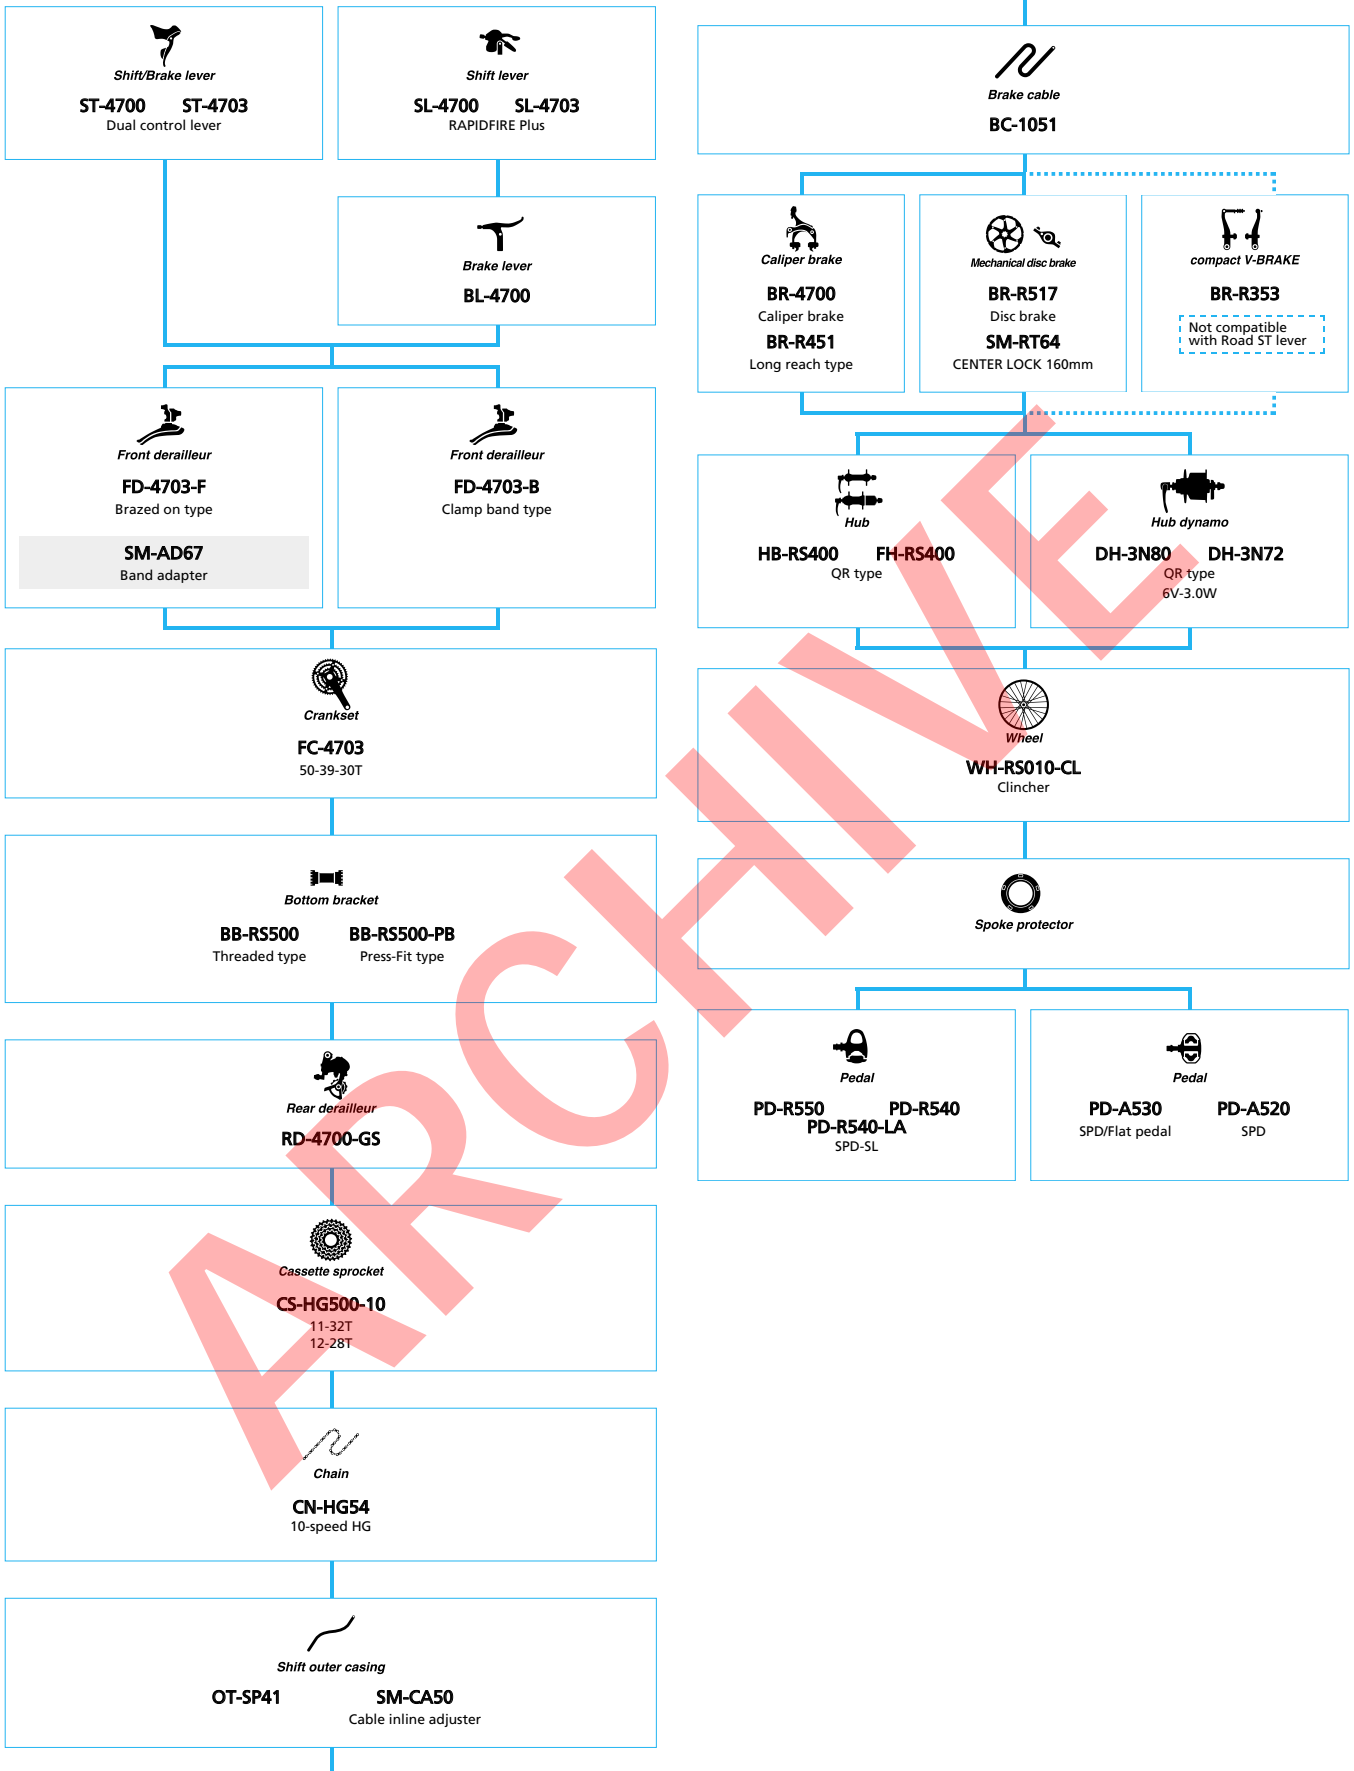 Shift/Brake lever
ST-4700 ST-4703
Dual control lever
Shift lever
SL-4700 SL-4703
RAPIDFIRE Plus
Brake lever
BL-4700
Front derailleur
FD-4703-F
Brazed on type
SM-AD67
Band adapter
Front derailleur
FD-4703-B
Clamp band type
Crankset
FC-4703
50-39-30T
Bottom bracket
BB-RS500 BB-RS500-PB
Threaded type Press-Fit type
Rear derailleur
RD-4700-GS
Cassette sprocket
CS-HG500-10
11-32T
12-28T
Chain
CN-HG54
10-speed HG
Shift outer casing
OT-SP41 SM-CA50
Cable inline adjuster
Brake cable
BC-1051
Caliper brake
BR-4700
Caliper brake
BR-R451
Long reach type
Mechanical disc brake
BR-R517
Disc brake
SM-RT64
CENTER LOCK 160mm
compact V-BRAKE
BR-R353
Not compatible
with Road ST lever
Hub
HB-RS400 FH-RS400
QR type
Hub dynamo
DH-3N80 DH-3N72
QR type
6V-3.0W
Wheel
WH-RS010-CL
Clincher
Spoke protector
Pedal
PD-R550 PD-R540
PD-R540-LA
SPD-SL
Pedal
PD-A530 PD-A520
SPD/Flat pedal SPD
ARCHIVE